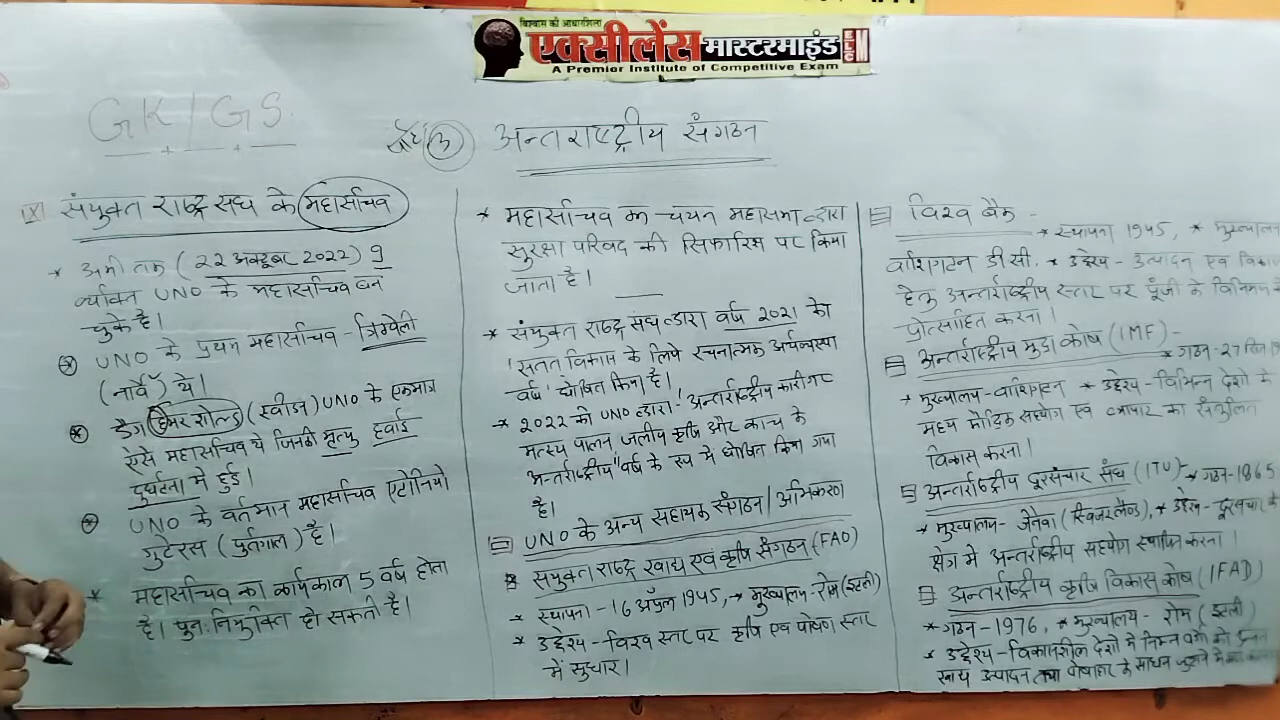 विश्वास की आधारशिला
एक्सीलेंस मास्टरमाइंड
ELC
M
A Premier Institute of Competitive Exam
GK/GS.
③ अन्तराष्ट्रीय संगठन
संयुक्त राष्ट्र संघ के महासचिव
* अभी तक (22 अक्टूबर 2022) 9
व्यक्ति UNO के महासचिव बन
चुके है।
* UNO के प्रथम महासचिव - त्रिग्वेली
(नार्वे) थे।
* डैग हैमर शोल्ड (स्वीडन) UNO के एकमात्र
ऐसे महासचिव थे जिनकी मृत्यु हवाई
दुर्घटना में हुई।
* UNO के वर्तमान महासचिव एंटोनियो
गुटेरस (पुर्तगाल) है।
* महासचिव का कार्यकाल 5 वर्ष होता
है। पुनः नियुक्ति हो सकती है।
* महासचिव का चयन महासभा द्वारा
सुरक्षा परिषद की सिफारिस पर किया
जाता है।
* संयुक्त राष्ट्र संघ द्वारा वर्ष 2021 को
'सतत विकास के लिये रचनात्मक अर्थव्यवस्था
वर्ष' घोषित किया है।
* 2022 को UNO द्वारा - 'अन्तर्राष्ट्रीय कारीगर
मत्स्य पालन, जलीय कृषि और काच के
अन्तर्राष्ट्रीय" वर्ष के रूप में घोषित किया गया
है।
UNO के अन्य सहायक संगठन/अभिकरण
संयुक्त राष्ट्र खाद्य एवं कृषि संगठन (FAO)
* स्थापना - 16 अप्रैल 1945, → मुख्यालय - रोम (इटली)
* उद्देश्य - विश्व स्तर पर कृषि एवं पोषण स्तर
में सुधार।
विश्व बैंक -
* स्थापना 1945, * मुख्यालय
वाशिंगटन डी.सी. * उद्देश्य - उत्पादन एवं विकास
हेतु अन्तर्राष्ट्रीय स्तर पर पूँजी के विनिमय
प्रोत्साहित करना।
अन्तर्राष्ट्रीय मुद्रा कोष (IMF) -
* गठन - 27
* मुख्यालय - वाशिंगटन * उद्देश्य - विभिन्न देशो के
मध्य मौद्रिक सहयोग एवं व्यापार का संतुलित
विकास करना।
अन्तर्राष्ट्रीय दूरसंचार संघ (ITU) - * गठन - 1865
* मुख्यालय - जेनेवा (स्विजरलैण्ड), * उद्देश्य - दूरसंचार के
क्षेत्र में अन्तर्राष्ट्रीय सहयोग स्थापित करना।
अन्तर्राष्ट्रीय कृषि विकास कोष (IFAD)
* गठन - 1976, * मुख्यालय - रोम (इटली)
* उद्देश्य - विकासशील देशो में निम्न वर्ग को
खाद्य उत्पादन तथा पोषाहार के साधन जुटाने में